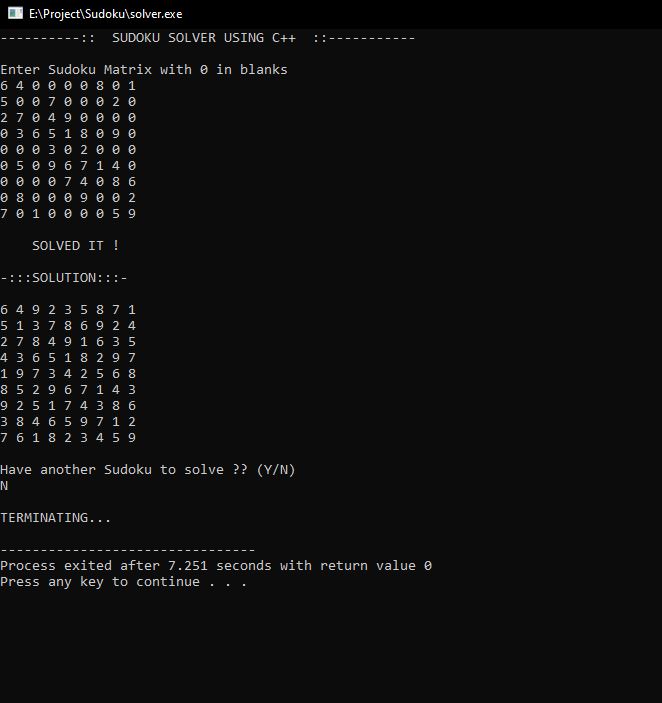 E:\Project\Sudoku\solver.exe
----------:: SUDOKU SOLVER USING C++ ::-----------
Enter Sudoku Matrix with 0 in blanks
6 4 0 0 0 0 8 0 1
5 0 0 7 0 0 0 2 0
2 7 0 4 9 0 0 0 0
0 3 6 5 1 8 0 9 0
0 0 0 3 0 2 0 0 0
0 5 0 9 6 7 1 4 0
0 0 0 0 7 4 0 8 6
0 8 0 0 0 9 0 0 2
7 0 1 0 0 0 0 5 9
SOLVED IT !
-:::SOLUTION:::-
6 4 9 2 3 5 8 7 1
5 1 3 7 8 6 9 2 4
2 7 8 4 9 1 6 3 5
4 3 6 5 1 8 2 9 7
1 9 7 3 4 2 5 6 8
8 5 2 9 6 7 1 4 3
9 2 5 1 7 4 3 8 6
3 8 4 6 5 9 7 1 2
7 6 1 8 2 3 4 5 9
Have another Sudoku to solve ?? (Y/N)
N
TERMINATING...
--------------------------------
Process exited after 7.251 seconds with return value 0
Press any key to continue . . .